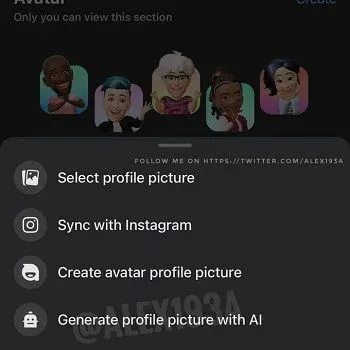 Avatar
Create
Only you can view this section
FOLLOW ME ON HTTPS://TWITTER.COM/ALEX193A
Select profile picture
Sync with Instagram
Create avatar profile picture
@ALEX193A
Generate profile picture with AI